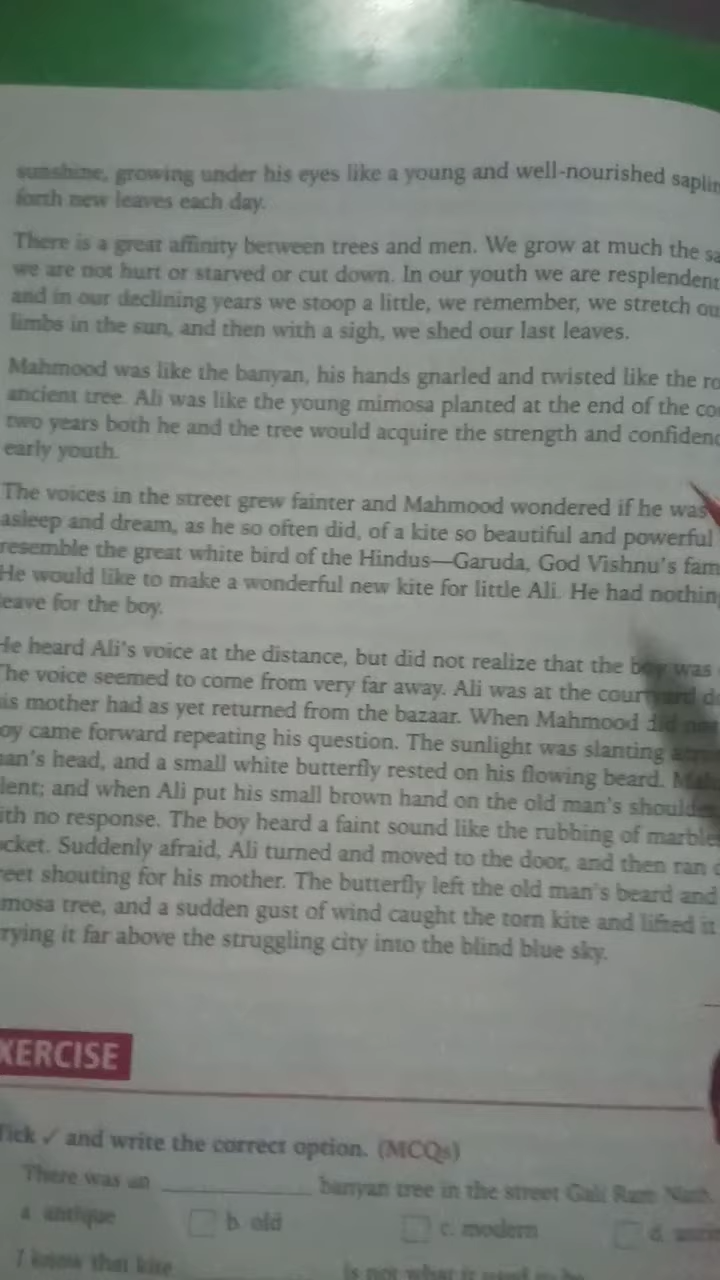 sunshine, growing under his eyes like a young and well-nourished saplin
forth new leaves each day.
There is a great affinity between trees and men. We grow at much the sa
we are not hurt or starved or cut down. In our youth we are resplendent
and in our declining years we stoop a little, we remember, we stretch ou
limbs in the sun, and then with a sigh, we shed our last leaves.
Mahmood was like the banyan, his hands gnarled and twisted like the ro
ancient tree. Ali was like the young mimosa planted at the end of the co
two years both he and the tree would acquire the strength and confidenc
early youth.
The voices in the street grew fainter and Mahmood wondered if he was
asleep and dream, as he so often did, of a kite so beautiful and powerful
resemble the great white bird of the Hindus—Garuda, God Vishnu's fam
He would like to make a wonderful new kite for little Ali. He had nothin
eave for the boy.
He heard Ali's voice at the distance, but did not realize that the boy was
The voice seemed to come from very far away. Ali was at the courtyard do
is mother had as yet returned from the bazaar. When Mahmood did not
oy came forward repeating his question. The sunlight was slanting
an's head, and a small white butterfly rested on his flowing beard.
lent; and when Ali put his small brown hand on the old man's shoulde
ith no response. The boy heard a faint sound like the rubbing of marble
cket. Suddenly afraid, Ali turned and moved to the door, and then ran
reet shouting for his mother. The butterfly left the old man's beard and
mosa tree, and a sudden gust of wind caught the torn kite and lifted it
rying it far above the struggling city into the blind blue sky.
XERCISE
Tick ✓ and write the correct option. (MCQs)
There was an ____________ banyan tree in the street Gali Ram Nath.
a. antique b. old c. modern d.
I know that kite is not what it used to be